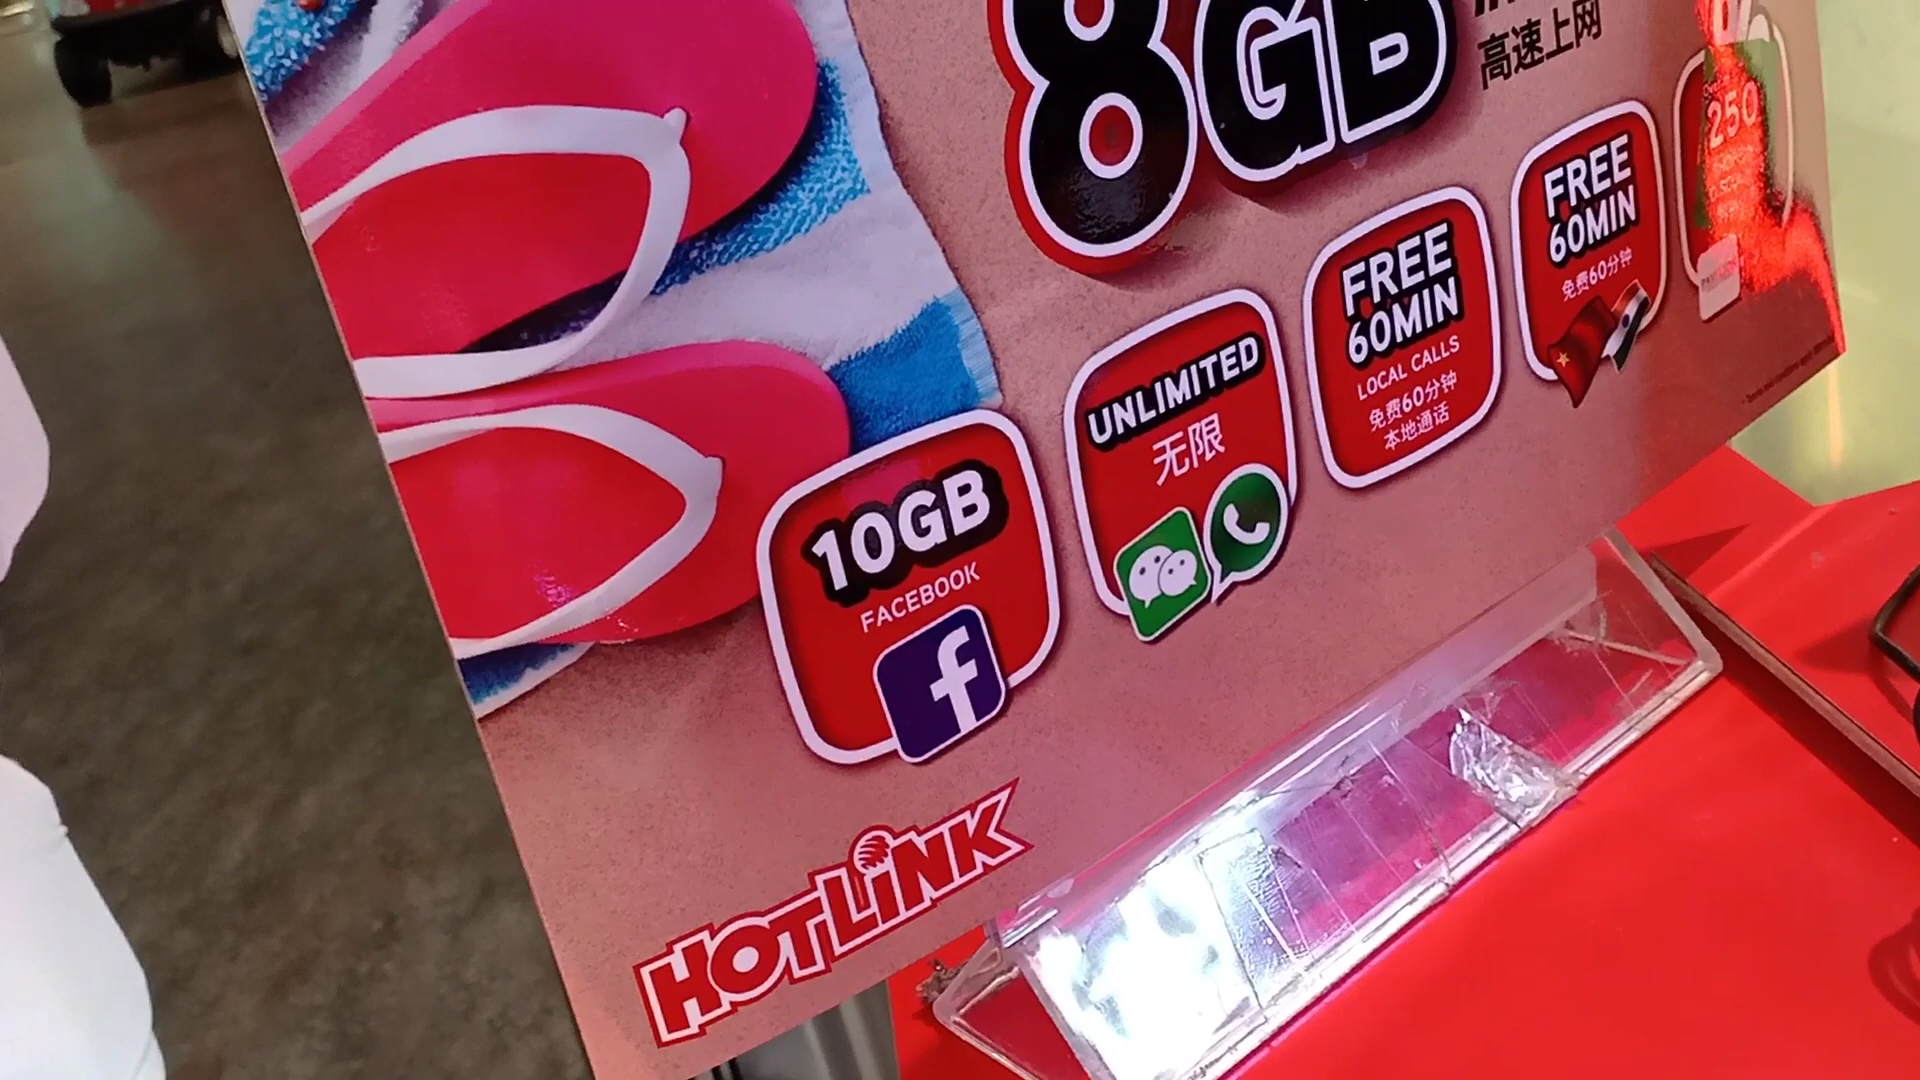 8GB
高速上网
10GB
FACEBOOK
UNLIMITED
无限
FREE
60MIN
LOCAL CALLS
免费60分钟
本地通话
FREE
60MIN
免费60分钟
250
HOTLINK